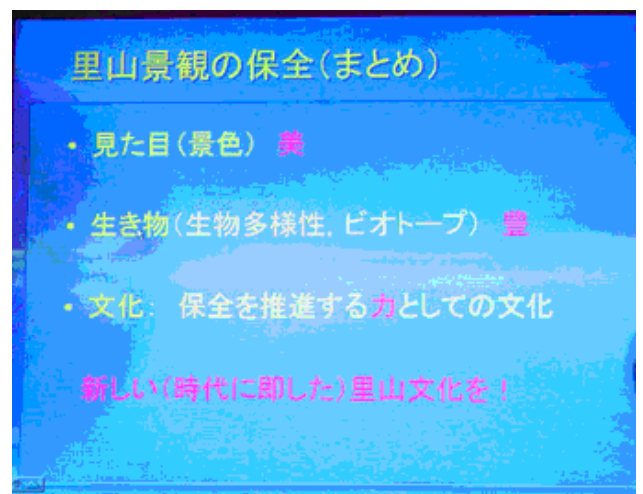 里山景観の保全(まとめ)
・見た目(景色) 美
・生き物(生物多様性, ビオトープ) 豊
・文化: 保全を推進する力としての文化
新しい(時代に即した)里山文化を!